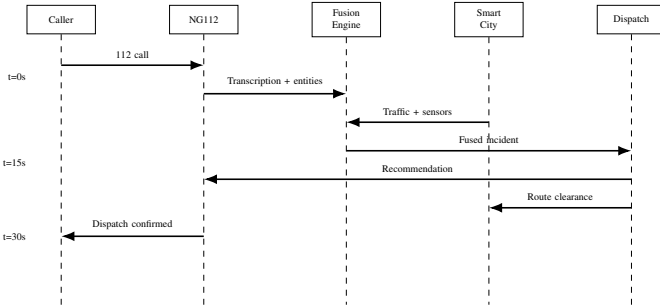 Caller
NG112
Fusion
Engine
Smart
City
Dispatch
112 call
t=0s
Transcription + entities
Traffic + sensors
Fused incident
t=15s
Recommendation
Route clearance
Dispatch confirmed
t=30s